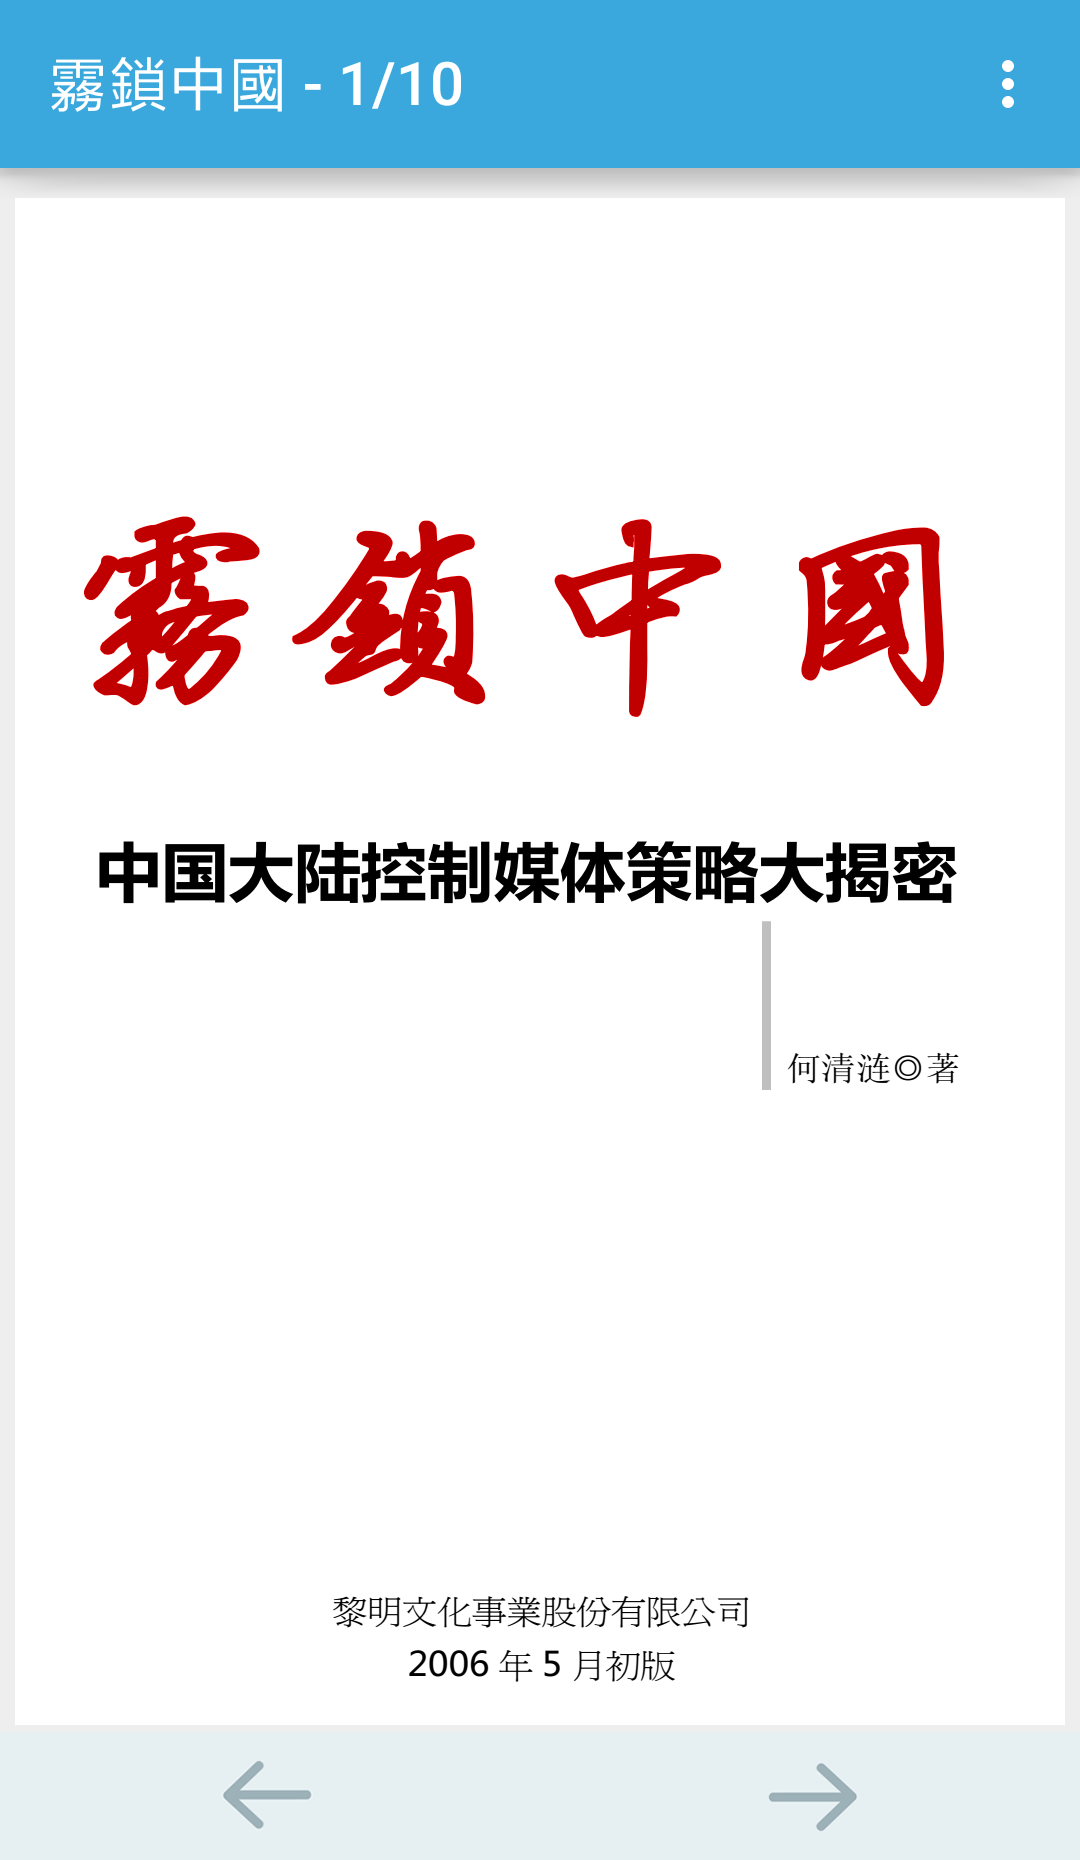 霧鎖中國 - 1/10
霧鎖中國
中国大陆控制媒体策略大揭密
何清涟◎著
黎明文化事業股份有限公司
2006 年 5 月初版